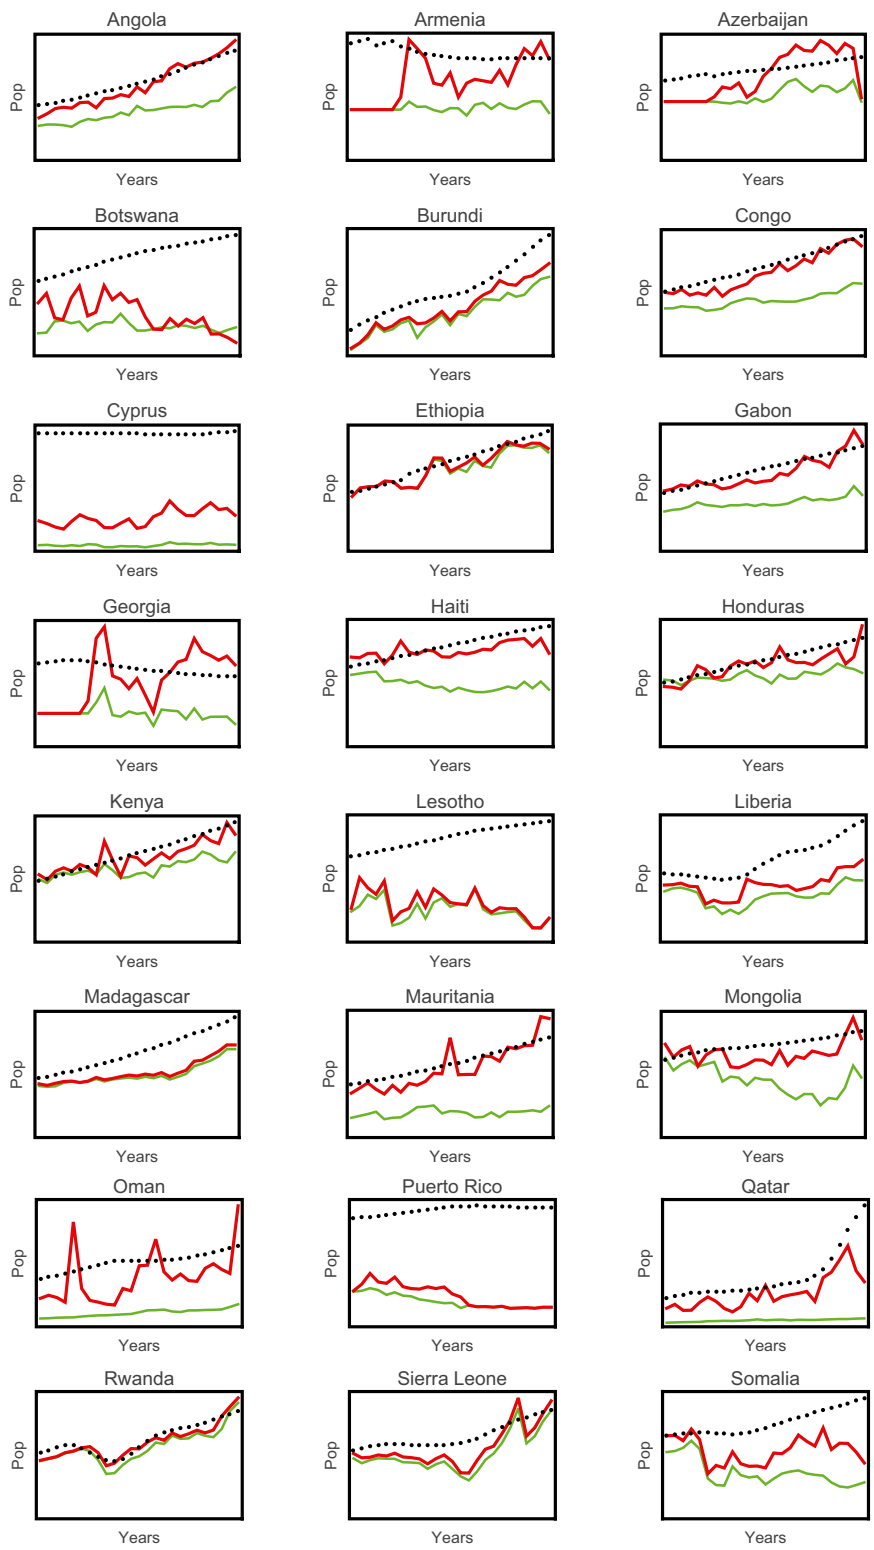 Angola Armenia Azerbaijan
Pop Pop Pop
Years Years Years
Botswana Burundi Congo
Pop Pop Pop
Years Years Years
Cyprus Ethiopia Gabon
Pop Pop Pop
Years Years Years
Georgia Haiti Honduras
Pop Pop Pop
Years Years Years
Kenya Lesotho Liberia
Pop Pop Pop
Years Years Years
Madagascar Mauritania Mongolia
Pop Pop Pop
Years Years Years
Oman Puerto Rico Qatar
Pop Pop Pop
Years Years Years
Rwanda Sierra Leone Somalia
Pop Pop Pop
Years Years Years